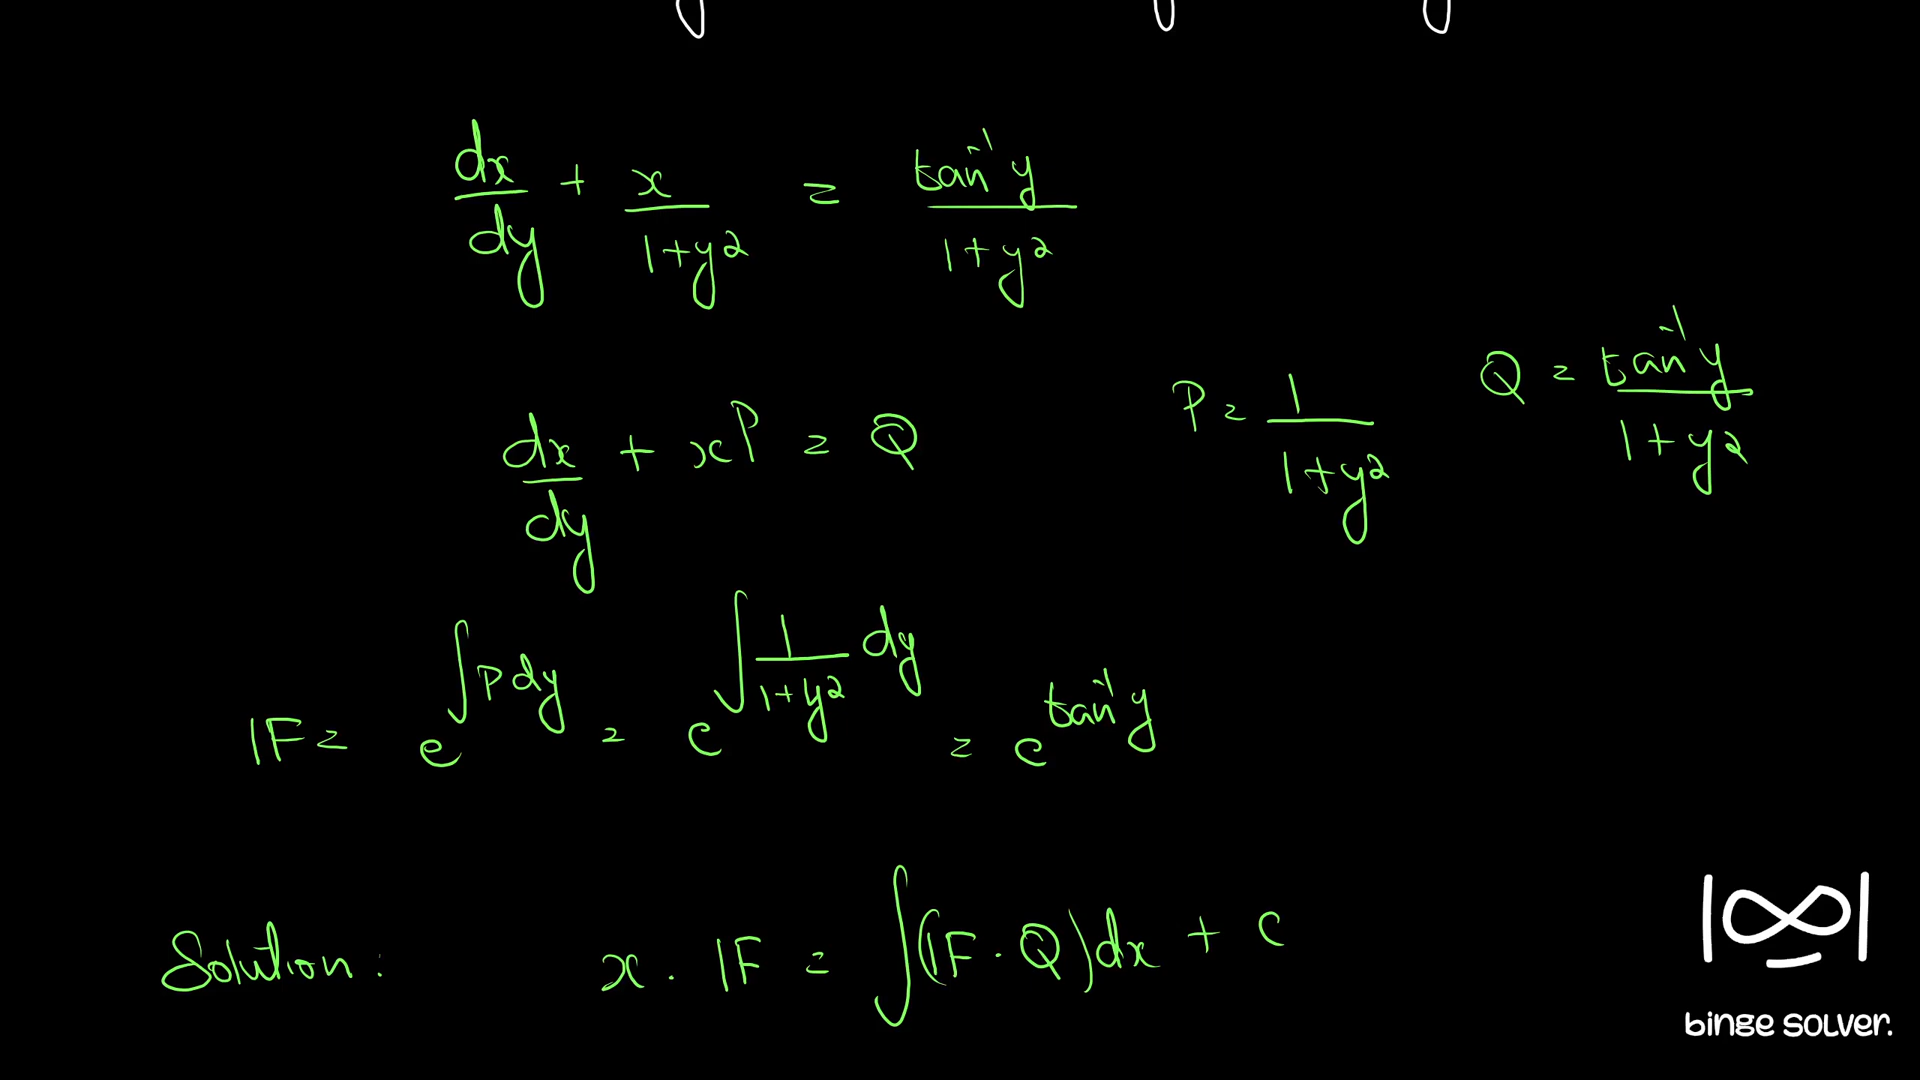 dx/dy + x/(1+y²) = tan⁻¹y/(1+y²)
dx/dy + xP = Q P = 1/(1+y²) Q = tan⁻¹y/(1+y²)
IF = e^(∫P dy) = e^(∫1/(1+y²) dy) = e^(tan⁻¹y)
Solution: x . IF = ∫(IF . Q)dx + C
binge solver.